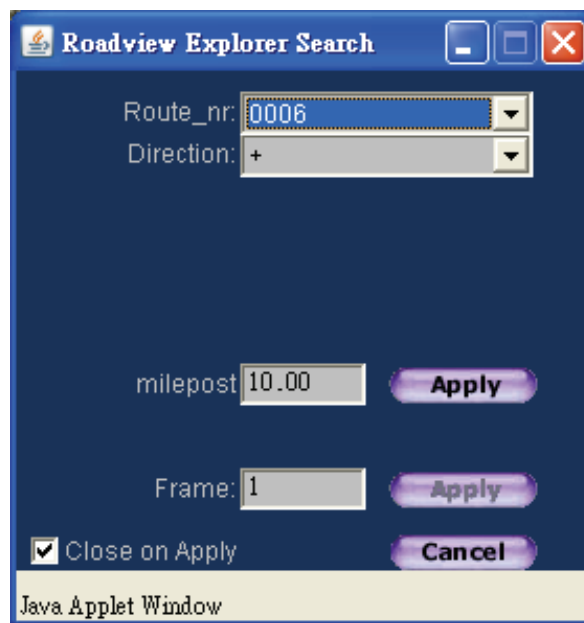 Roadview Explorer Search
Route_nr: 0006
Direction: +
milepost 10.00 Apply
Frame: 1 Apply
Close on Apply Cancel
Java Applet Window